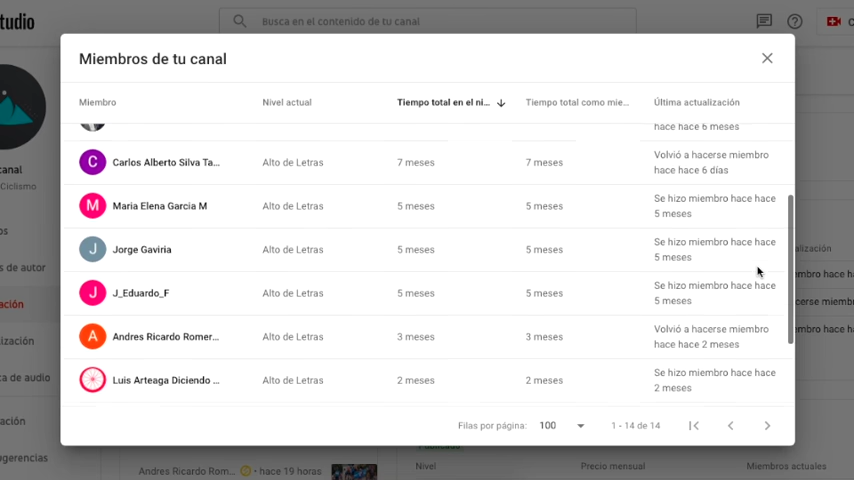 tudio
Busca en el contenido de tu canal
Miembros de tu canal
Miembro
Nivel actual
Tiempo total en el ni...
Tiempo total como mie...
Última actualización
hace hace 6 meses
C
Carlos Alberto Silva Ta...
Alto de Letras
7 meses
7 meses
Volvió a hacerse miembro
hace hace 6 días
M
Maria Elena Garcia M
Alto de Letras
5 meses
5 meses
Se hizo miembro hace hace
5 meses
J
Jorge Gaviria
Alto de Letras
5 meses
5 meses
Se hizo miembro hace hace
5 meses
J
J_Eduardo_F
Alto de Letras
5 meses
5 meses
Se hizo miembro hace hace
5 meses
A
Andres Ricardo Romer...
Alto de Letras
3 meses
3 meses
Volvió a hacerse miembro
hace hace 2 meses
Luis Arteaga Diciendo ...
Alto de Letras
2 meses
2 meses
Se hizo miembro hace hace
2 meses
Filas por página:
100
1 - 14 de 14
canal
Ciclismo
os
s de autor
ación
ización
ca de audio
ación
gerencias
alización
mbro hace h
cerse miemb
mbro hace h
Andres Ricardo Rom...
• hace 19 horas
Nivel
Precio mensual
Miembros actuales